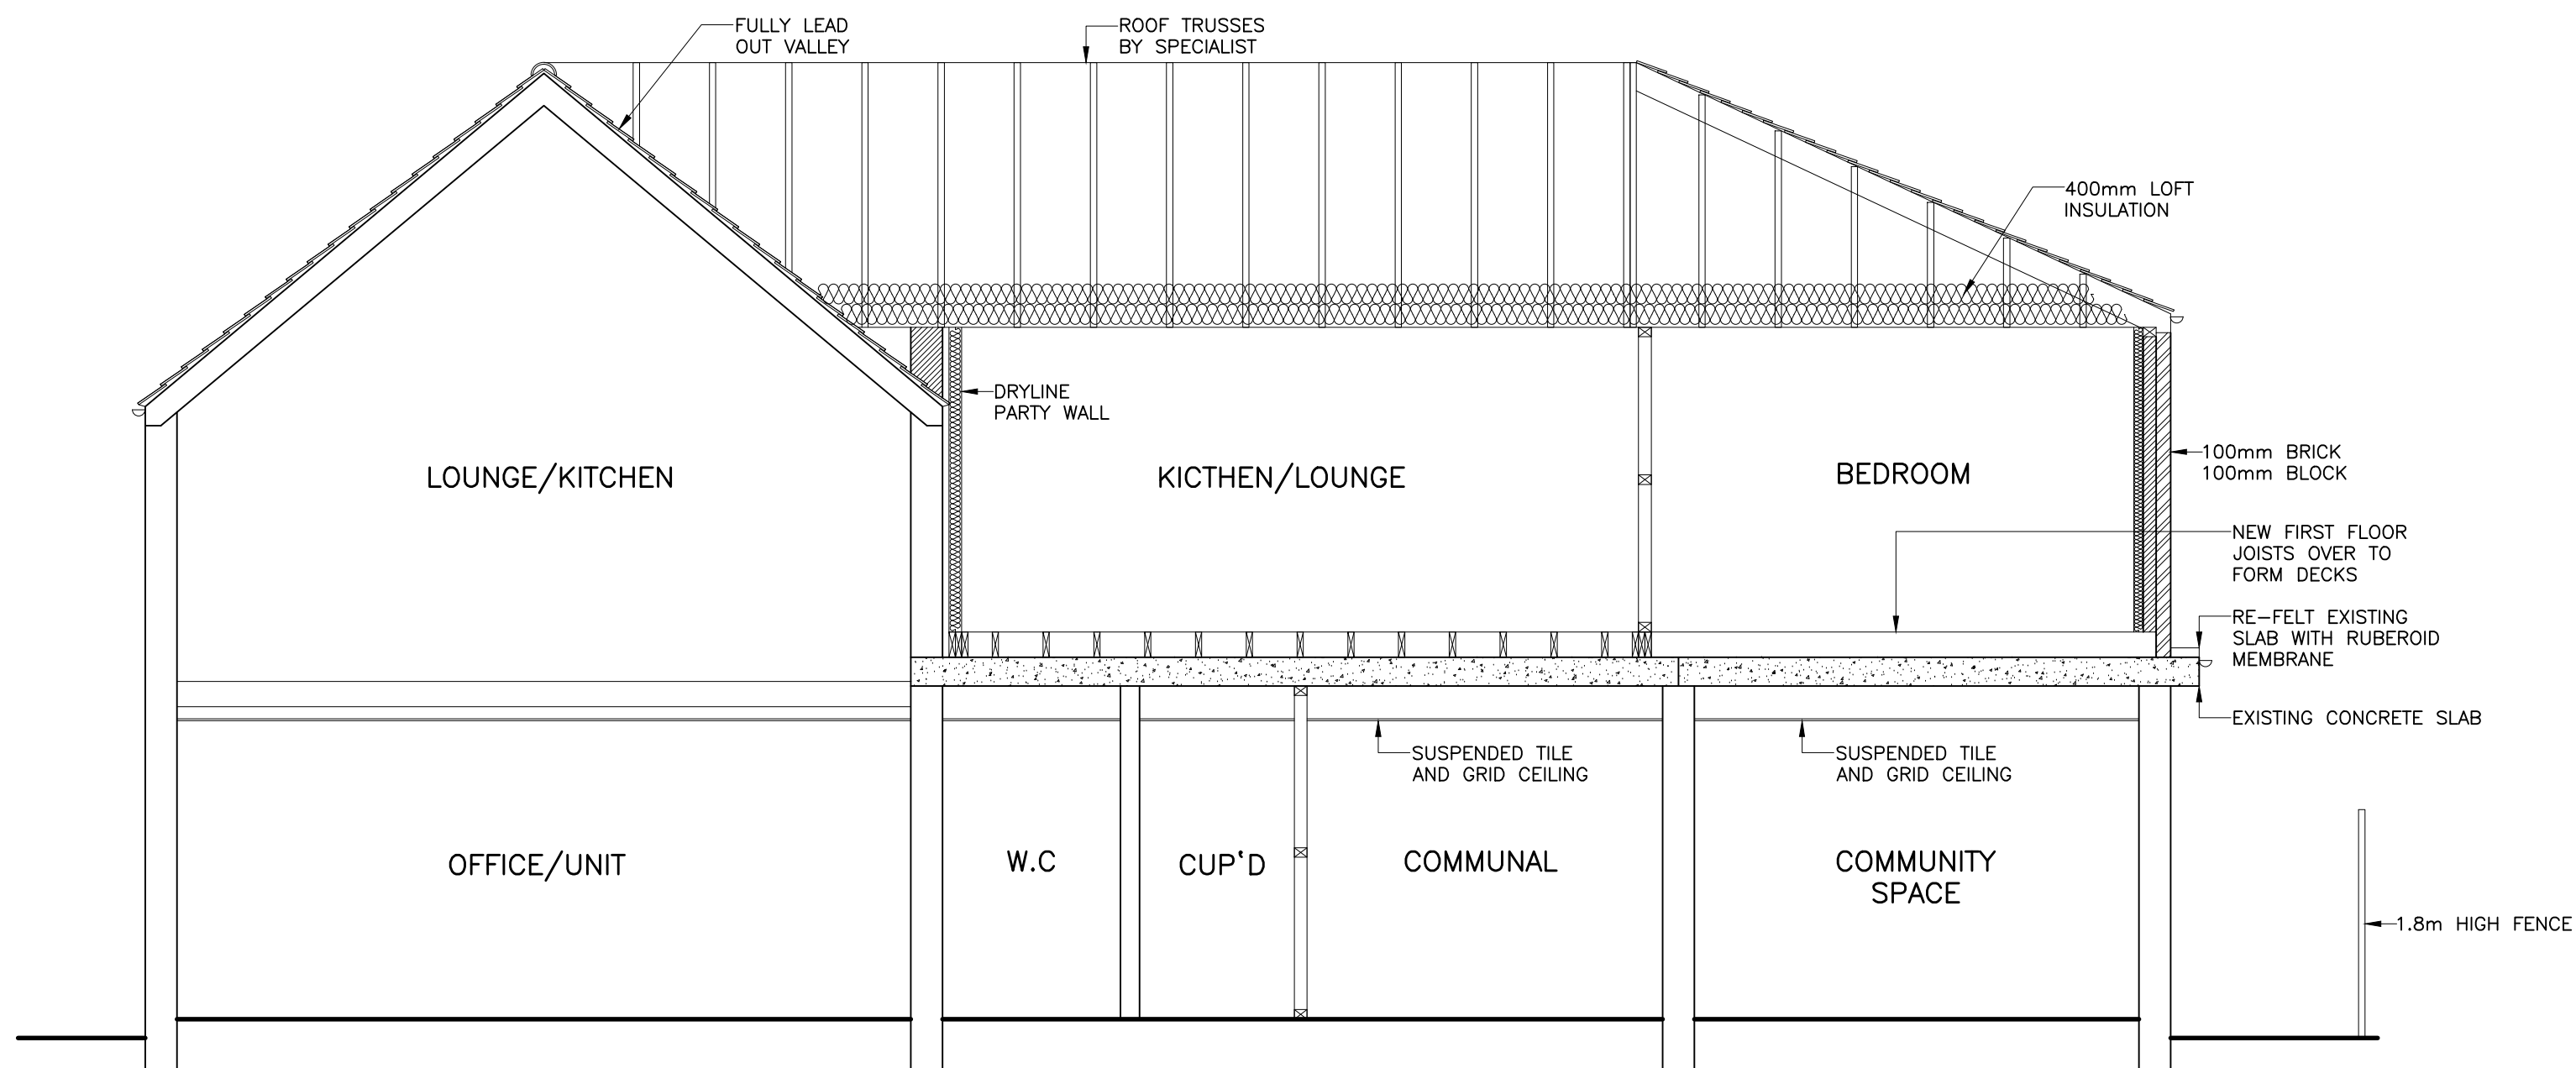 FULLY LEAD
OUT VALLEY
ROOF TRUSSES
BY SPECIALIST
400mm LOFT
INSULATION
DRYLINE
PARTY WALL
LOUNGE/KITCHEN
KICTHEN/LOUNGE
BEDROOM
100mm BRICK
100mm BLOCK
NEW FIRST FLOOR
JOISTS OVER TO
FORM DECKS
RE-FELT EXISTING
SLAB WITH RUBEROID
MEMBRANE
EXISTING CONCRETE SLAB
SUSPENDED TILE
AND GRID CEILING
SUSPENDED TILE
AND GRID CEILING
OFFICE/UNIT
W.C
CUP'D
COMMUNAL
COMMUNITY
SPACE
1.8m HIGH FENCE